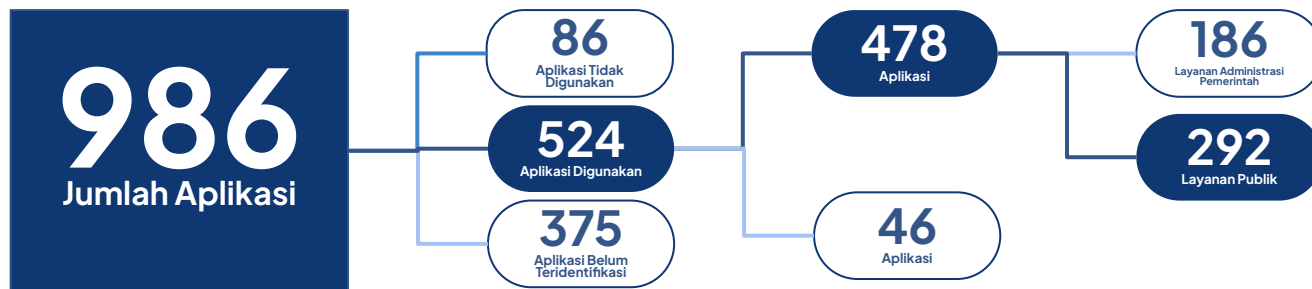 986
Jumlah Aplikasi
86
Aplikasi Tidak
Digunakan
524
Aplikasi Digunakan
375
Aplikasi Belum
Teridentifikasi
478
Aplikasi
46
Aplikasi
186
Layanan Administrasi
Pemerintah
292
Layanan Publik